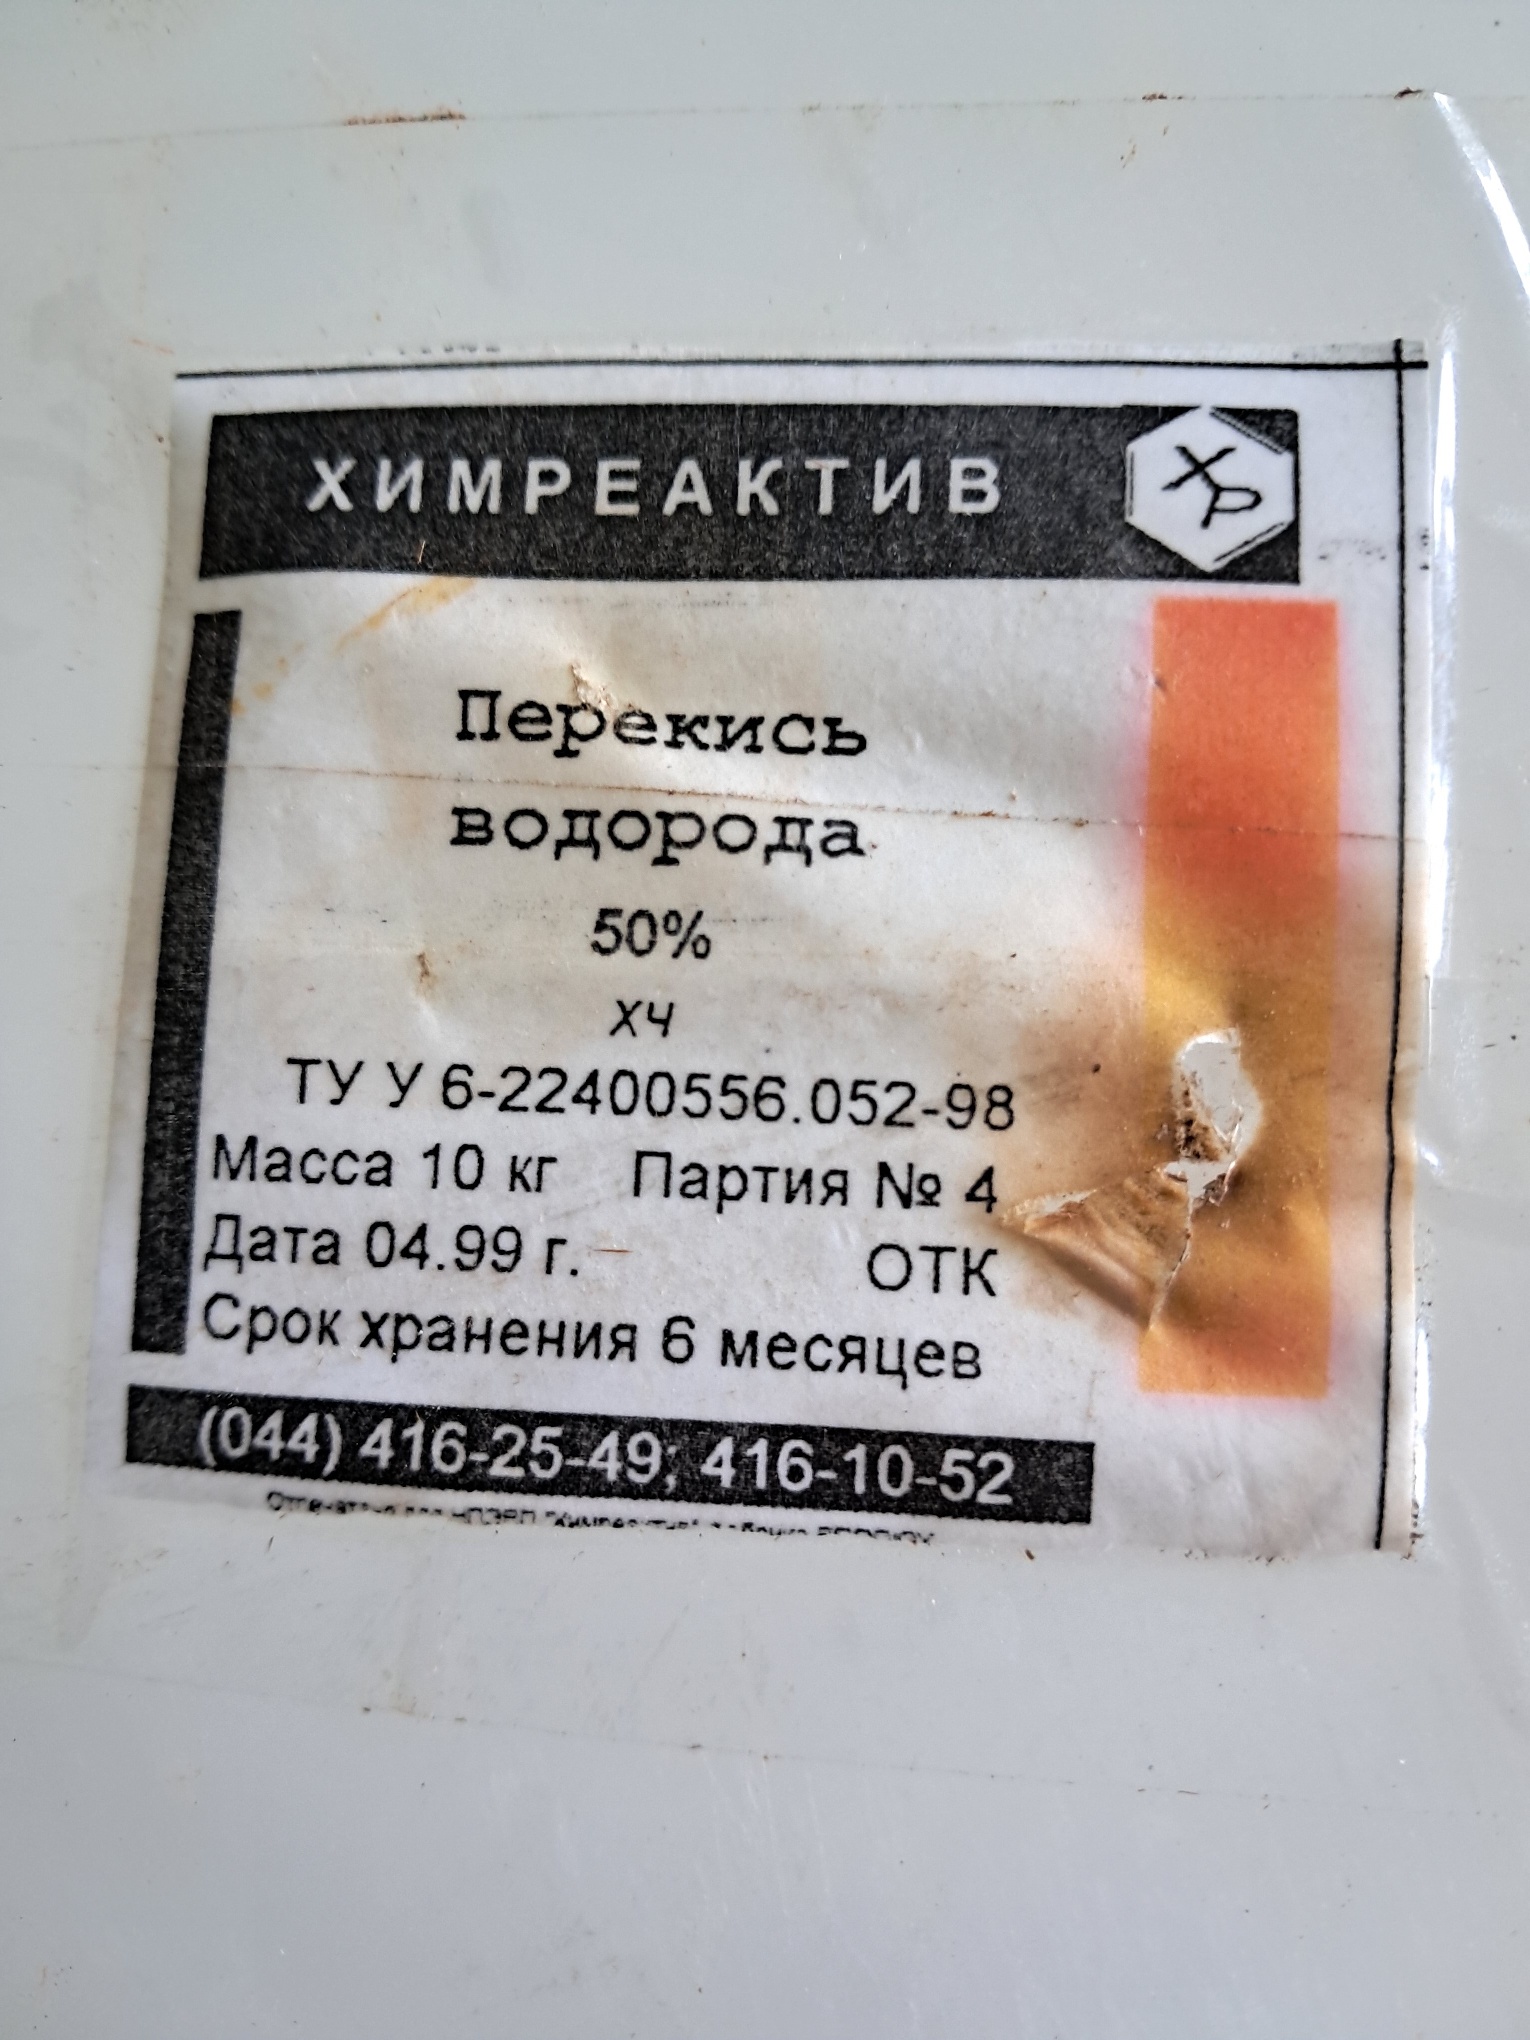 ХИМРЕАКТИВ
ХР
Перекись
водорода
50%
хч
ТУ У 6-22400556.052-98
Масса 10 кг Партия № 4
Дата 04.99 г. ОТК
Срок хранения 6 месяцев
(044) 416-25-49; 416-10-52